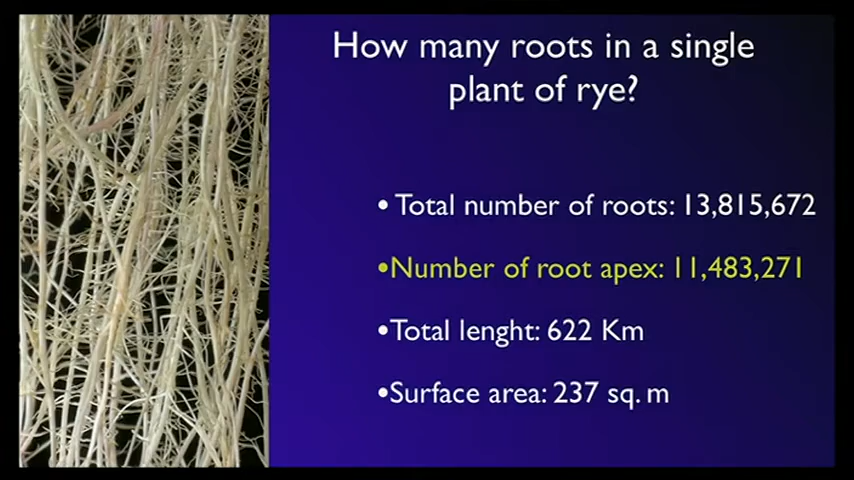 How many roots in a single
plant of rye?
• Total number of roots: 13,815,672
•Number of root apex: 11,483,271
•Total lenght: 622 Km
•Surface area: 237 sq. m